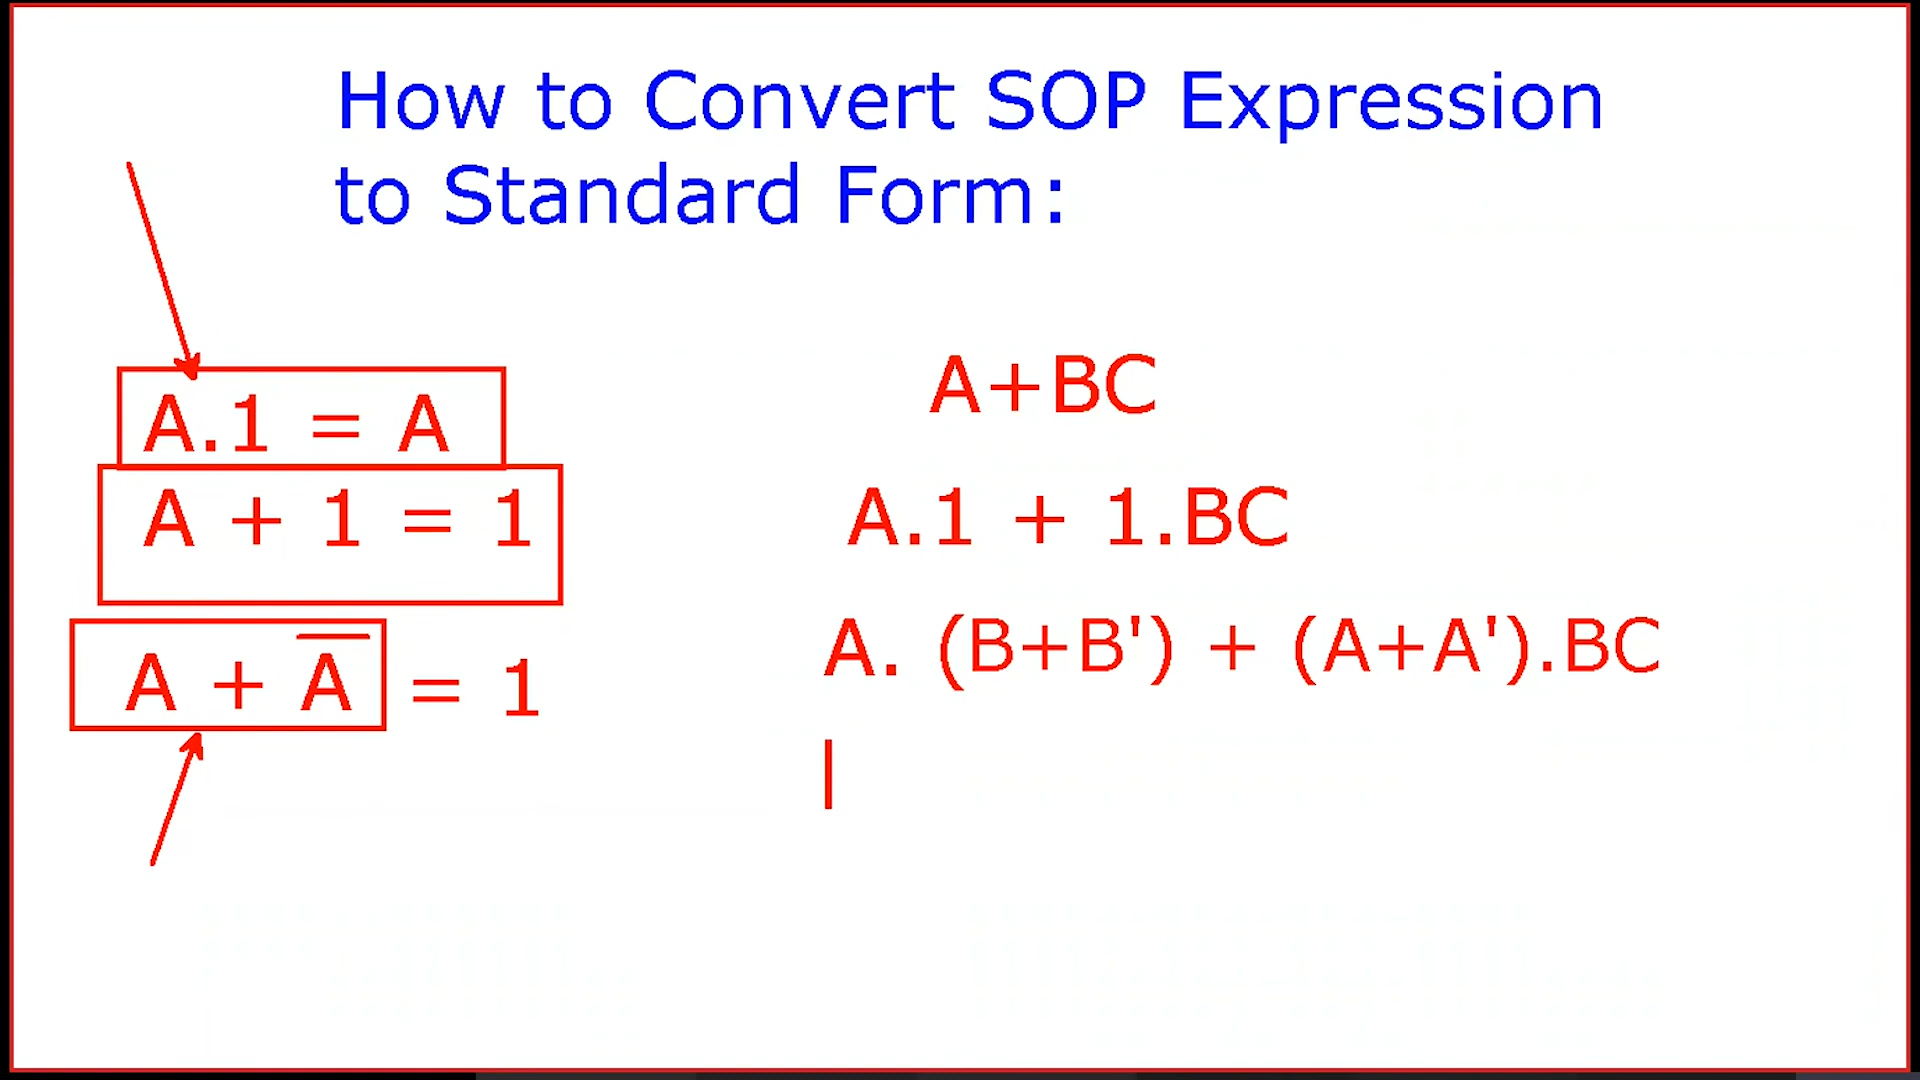 How to Convert SOP Expression
to Standard Form:
A.1 = A
A + 1 = 1
A + A̅ = 1
A+BC
A.1 + 1.BC
A. (B+B') + (A+A').BC